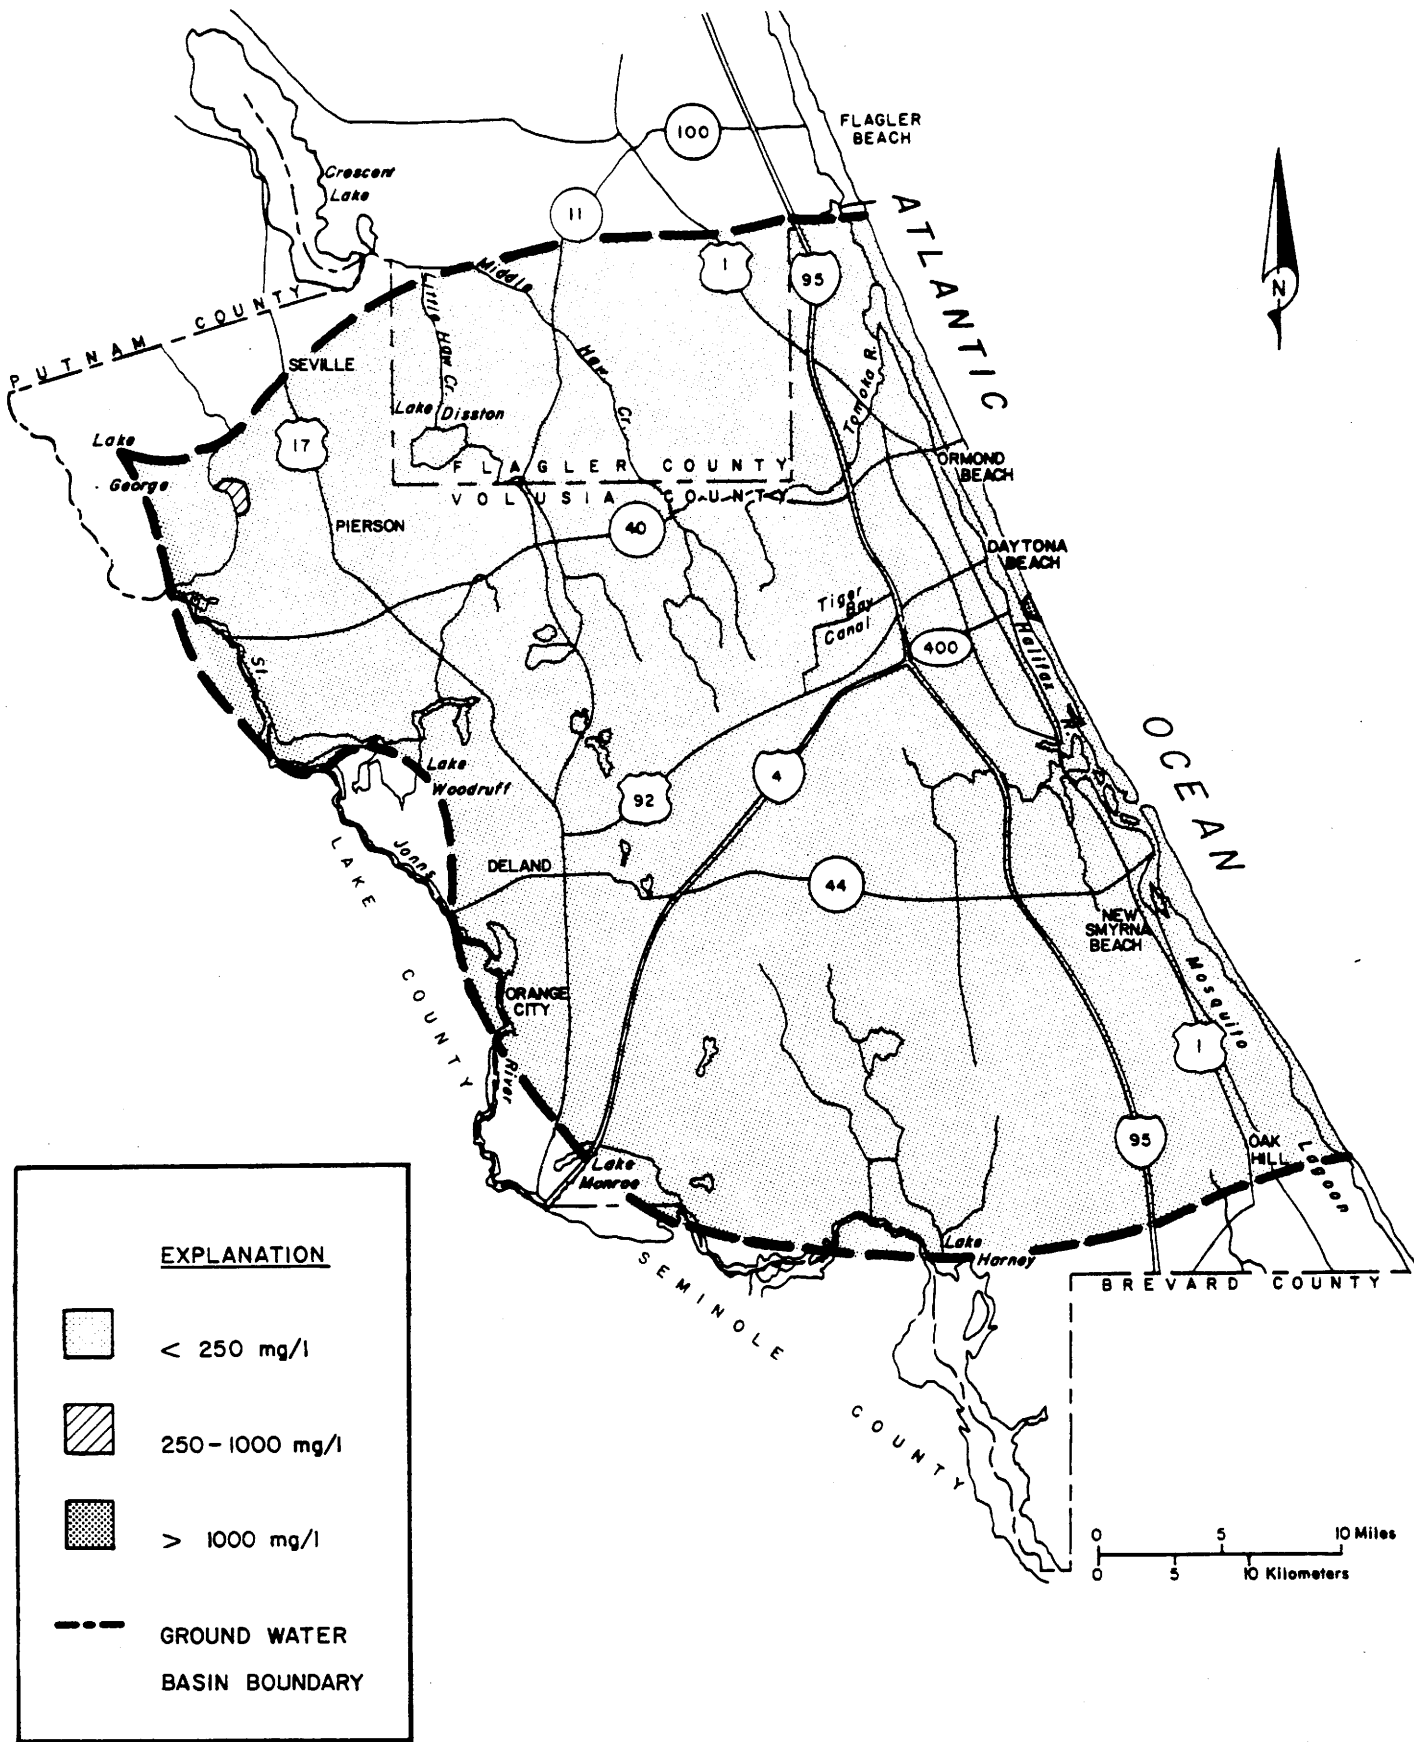 FLAGLER
BEACH
100
Crescent
Lake
11
ATLANTIC
OCEAN
1
95
N
Middle
Haw
Cr.
Little Haw Cr.
PUTNAM COUNTY
SEVILLE
Tomoka R.
Lake Disston
Lake
George
17
FLAGLER COUNTY
VOLUSIA COUNTY
ORMOND
BEACH
PIERSON
40
DAYTONA
BEACH
Tiger
Bay
Canal
400
Halifax
R.
St.
Johns
River
Lake
Woodruff
92
4
LAKE
COUNTY
DELAND
44
NEW
SMYRNA
BEACH
Mosquito
Lagoon
ORANGE
CITY
1
95
OAK
HILL
Lake
Monroe
Lake
Harney
SEMINOLE
COUNTY
BREVARD COUNTY
EXPLANATION
< 250 mg/l
250-1000 mg/l
> 1000 mg/l
GROUND WATER
BASIN BOUNDARY
0 5 10 Miles
0 5 10 Kilometers